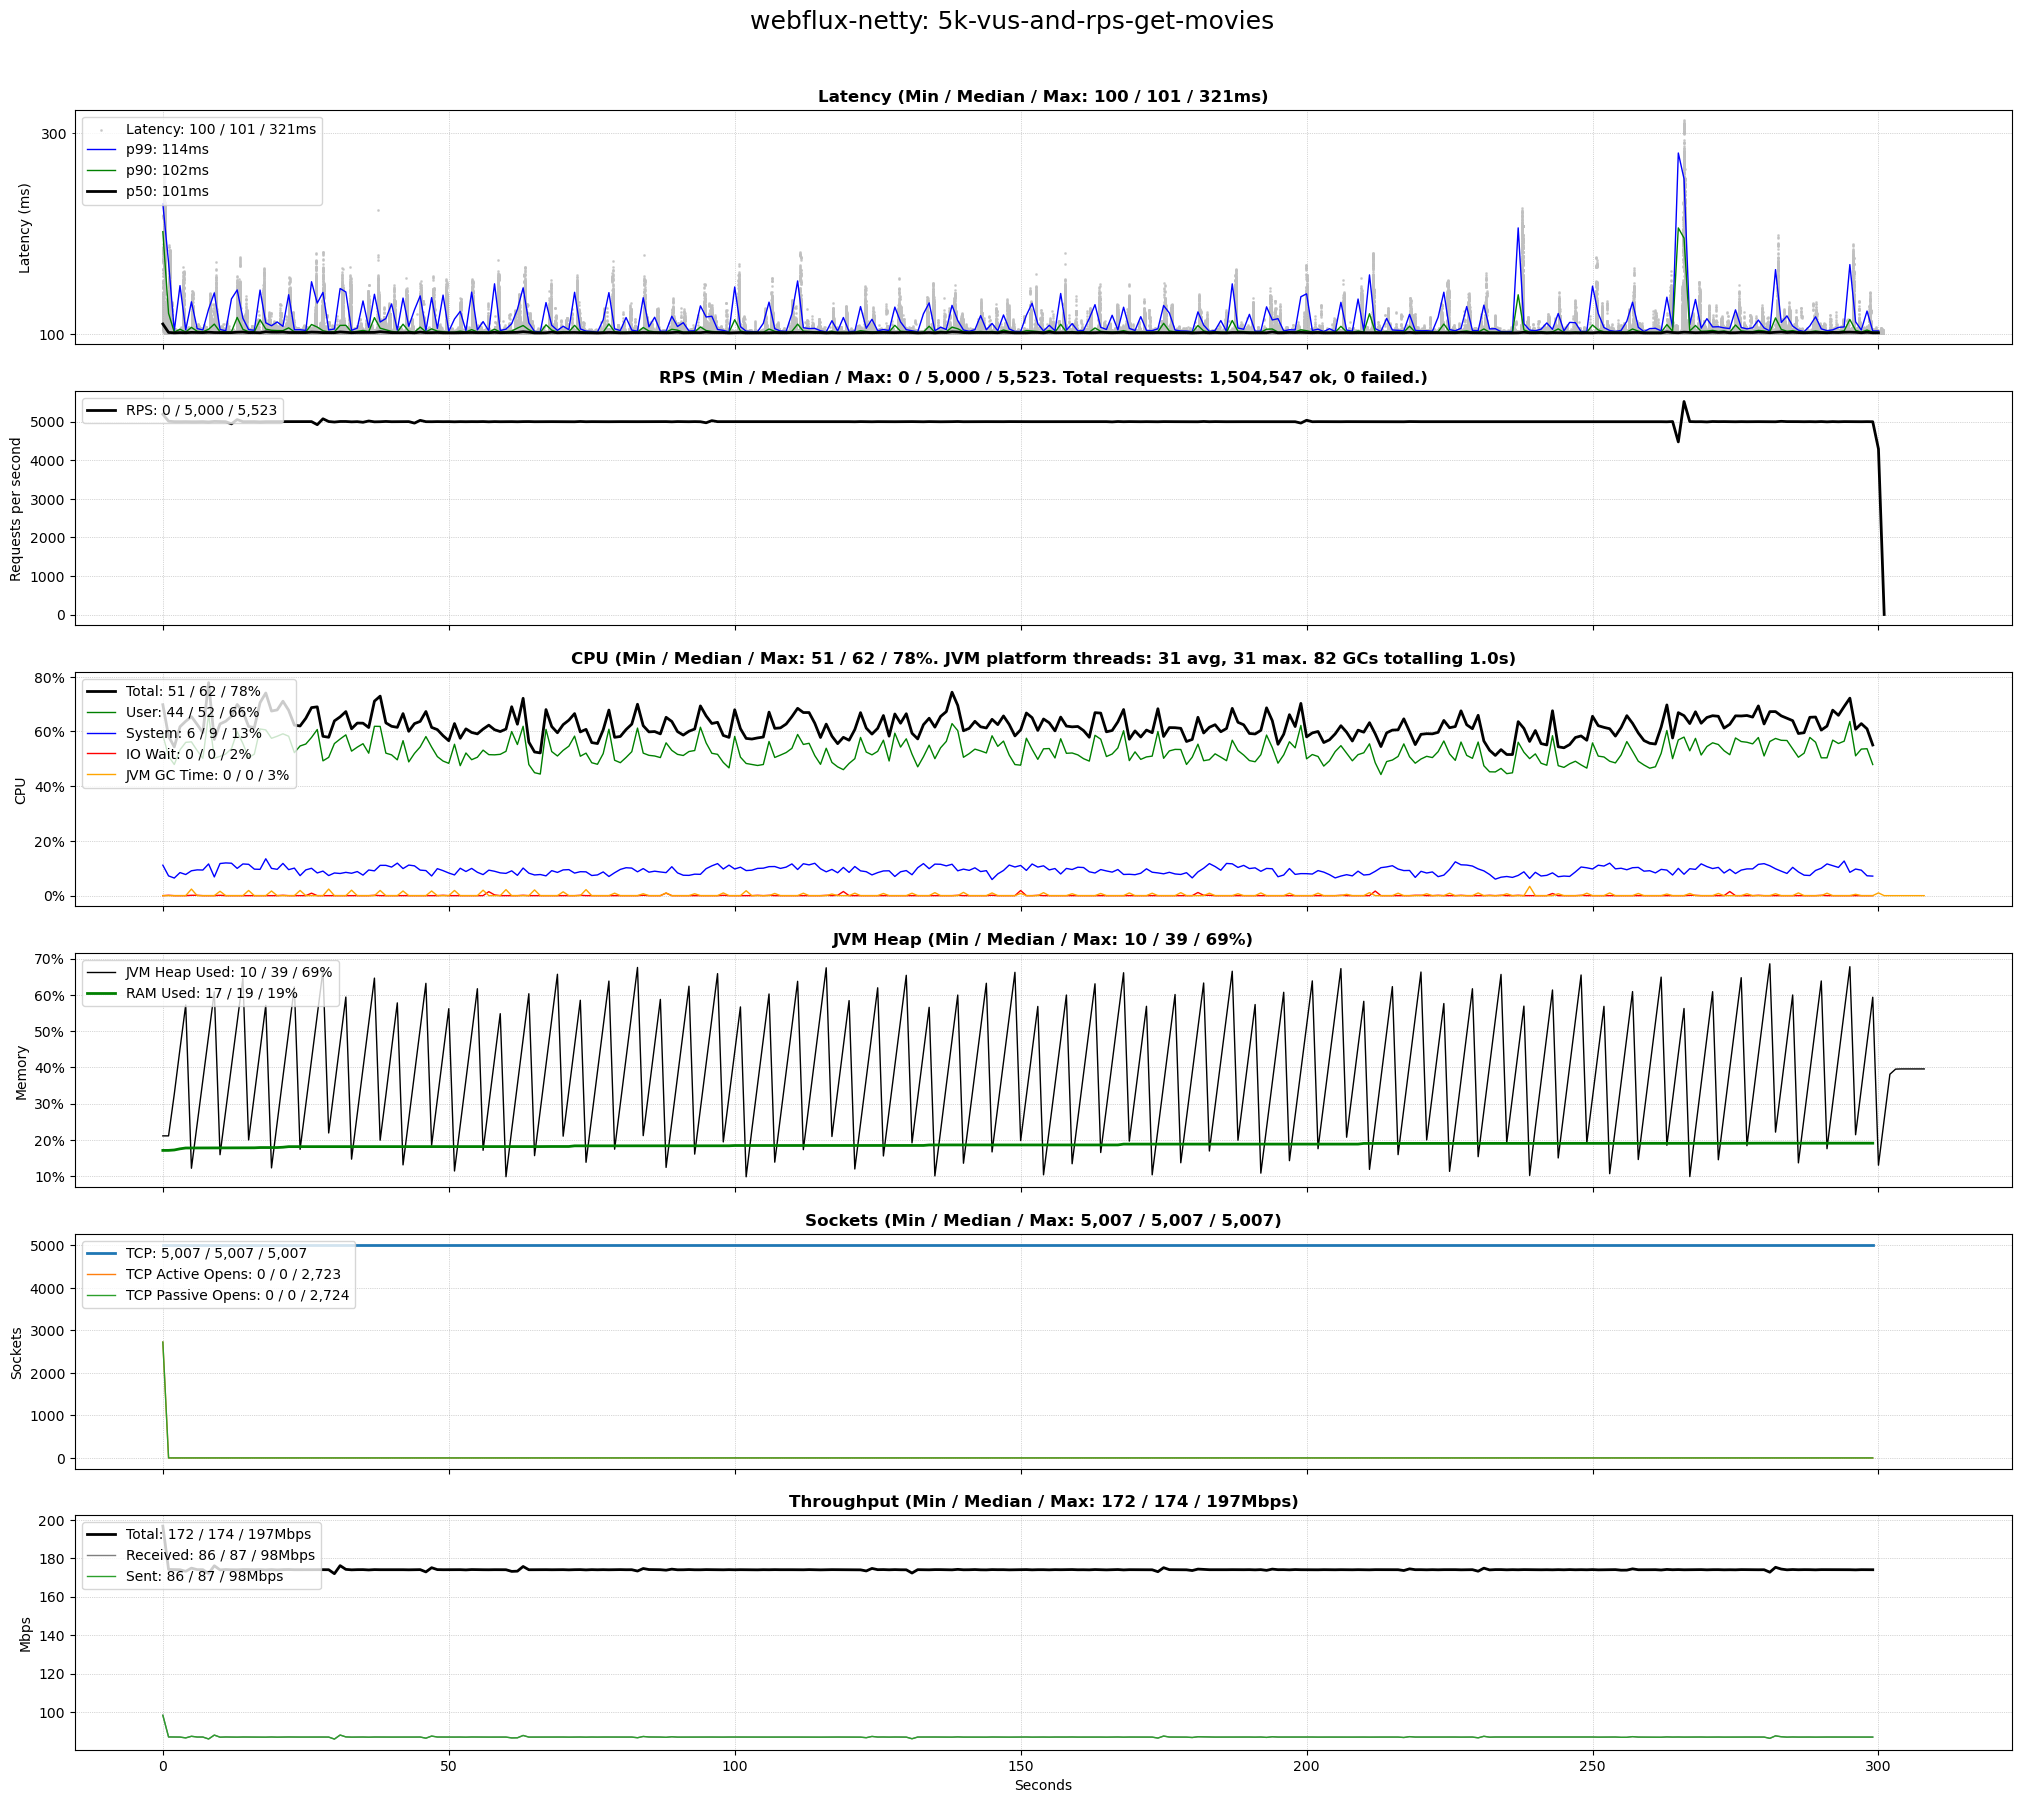 webflux-netty: 5k-vus-and-rps-get-movies
Latency (Min / Median / Max: 100 / 101 / 321ms)
Latency: 100 / 101 / 321ms
p99: 114ms
p90: 102ms
p50: 101ms
Latency (ms)
300
100
RPS (Min / Median / Max: 0 / 5,000 / 5,523. Total requests: 1,504,547 ok, 0 failed.)
RPS: 0 / 5,000 / 5,523
Requests per second
5000
4000
3000
2000
1000
0
CPU (Min / Median / Max: 51 / 62 / 78%. JVM platform threads: 31 avg, 31 max. 82 GCs totalling 1.0s)
Total: 51 / 62 / 78%
User: 44 / 52 / 66%
System: 6 / 9 / 13%
IO Wait: 0 / 0 / 2%
JVM GC Time: 0 / 0 / 3%
CPU
80%
60%
40%
20%
0%
JVM Heap (Min / Median / Max: 10 / 39 / 69%)
JVM Heap Used: 10 / 39 / 69%
RAM Used: 17 / 19 / 19%
Memory
70%
60%
50%
40%
30%
20%
10%
Sockets (Min / Median / Max: 5,007 / 5,007 / 5,007)
TCP: 5,007 / 5,007 / 5,007
TCP Active Opens: 0 / 0 / 2,723
TCP Passive Opens: 0 / 0 / 2,724
Sockets
5000
4000
3000
2000
1000
0
Throughput (Min / Median / Max: 172 / 174 / 197Mbps)
Total: 172 / 174 / 197Mbps
Received: 86 / 87 / 98Mbps
Sent: 86 / 87 / 98Mbps
Mbps
200
180
160
140
120
100
0
50
100
150
200
250
300
Seconds